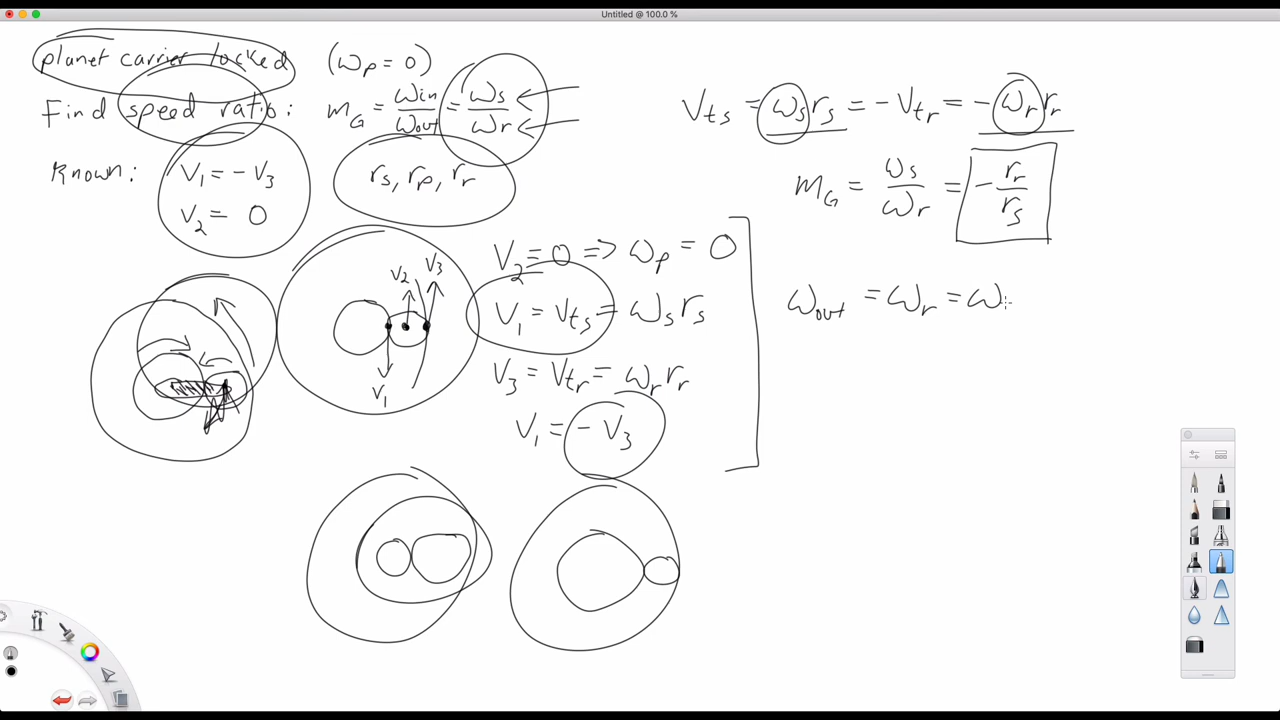 Untitled @ 100.0 %
planet carrier locked (ωp = 0)
Find speed ratio: mG = ωin/ωout = ωs/ωr
Known: V1 = -V3
V2 = 0
rs, rp, rr
V2 = 0 => ωp = 0
V1 = Vts = ωs rs
V3 = Vtr = ωr rr
V1 = -V3
V1
V2
V3
Vts = ωs rs = -Vtr = -ωr rr
mG = ωs/ωr = -rr/rs
ωout = ωr = ω